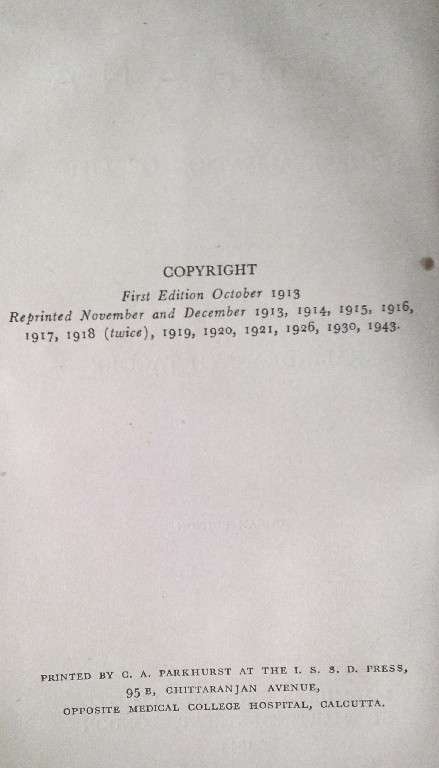 COPYRIGHT
First Edition October 1913
Reprinted November and December 1913, 1914, 1915, 1916,
1917, 1918 (twice), 1919, 1920, 1921, 1926, 1930, 1943.
PRINTED BY C. A. PARKHURST AT THE I. S. S. D. PRESS,
95 B, CHITTARANJAN AVENUE,
OPPOSITE MEDICAL COLLEGE HOSPITAL, CALCUTTA.